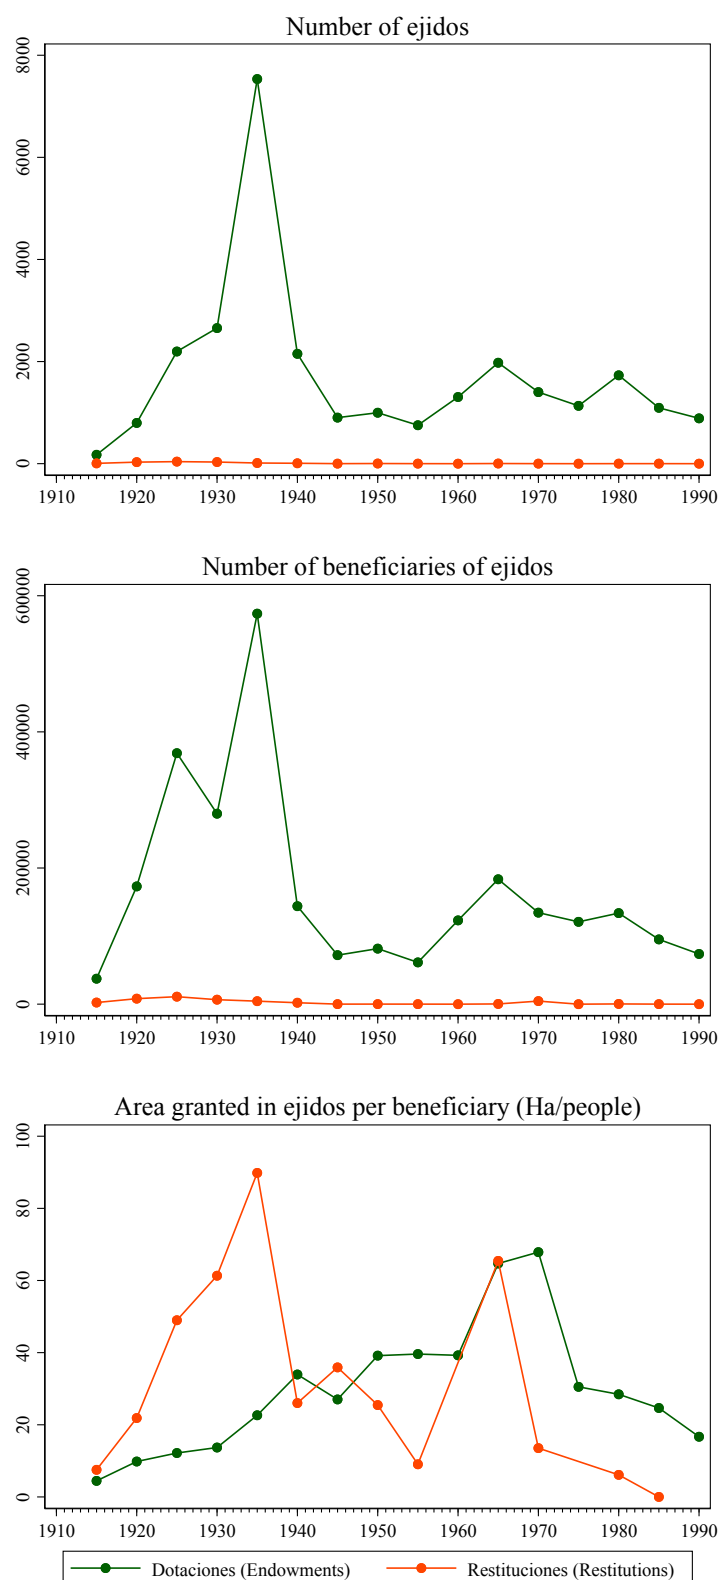 Number of ejidos
8000
6000
4000
2000
0
1910 1920 1930 1940 1950 1960 1970 1980 1990
Number of beneficiaries of ejidos
600000
400000
200000
0
1910 1920 1930 1940 1950 1960 1970 1980 1990
Area granted in ejidos per beneficiary (Ha/people)
100
80
60
40
20
0
1910 1920 1930 1940 1950 1960 1970 1980 1990
Dotaciones (Endowments) Restituciones (Restitutions)